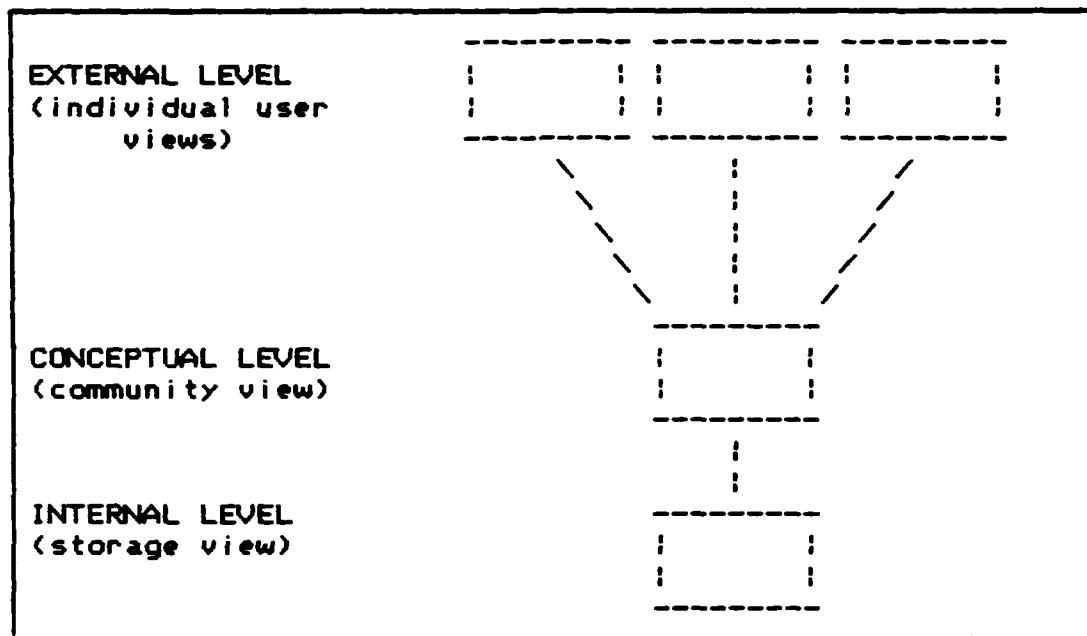 EXTERNAL LEVEL
(individual user
views)
CONCEPTUAL LEVEL
(community view)
INTERNAL LEVEL
(storage view)